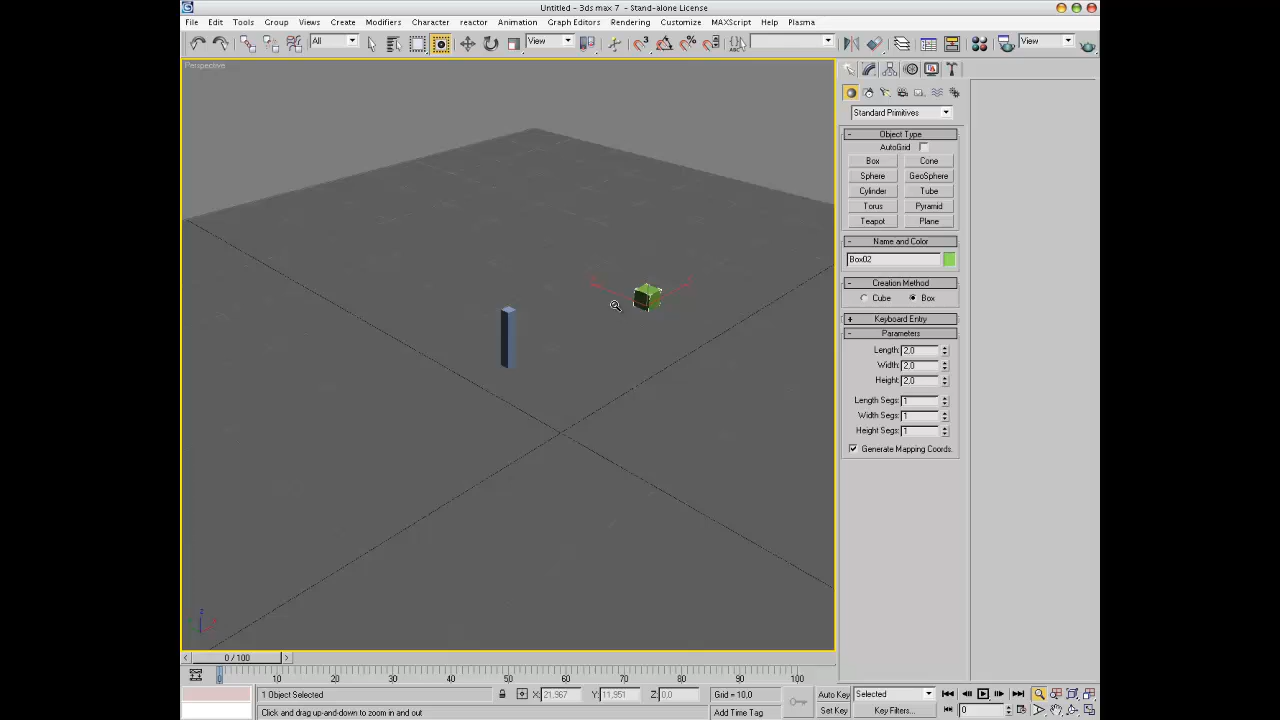 Untitled - 3ds max 7 - Stand-alone License
File Edit Tools Group Views Create Modifiers Character reactor Animation Graph Editors Rendering Customize MAXScript Help Plasma
All View View
Perspective
Standard Primitives
- Object Type
AutoGrid
Box Cone
Sphere GeoSphere
Cylinder Tube
Torus Pyramid
Teapot Plane
- Name and Color
Box02
- Creation Method
Cube Box
+ Keyboard Entry
- Parameters
Length: 2,0
Width: 2,0
Height: 2,0
Length Segs: 1
Width Segs: 1
Height Segs: 1
Generate Mapping Coords.
z
< 0 / 100 >
0 10 20 30 40 50 60 70 80 90 100
1 Object Selected X: 21,967 Y: 11,951 Z: 0,0 Grid = 10,0 Auto Key Selected
Click and drag up-and-down to zoom in and out Add Time Tag Set Key Key Filters... 0